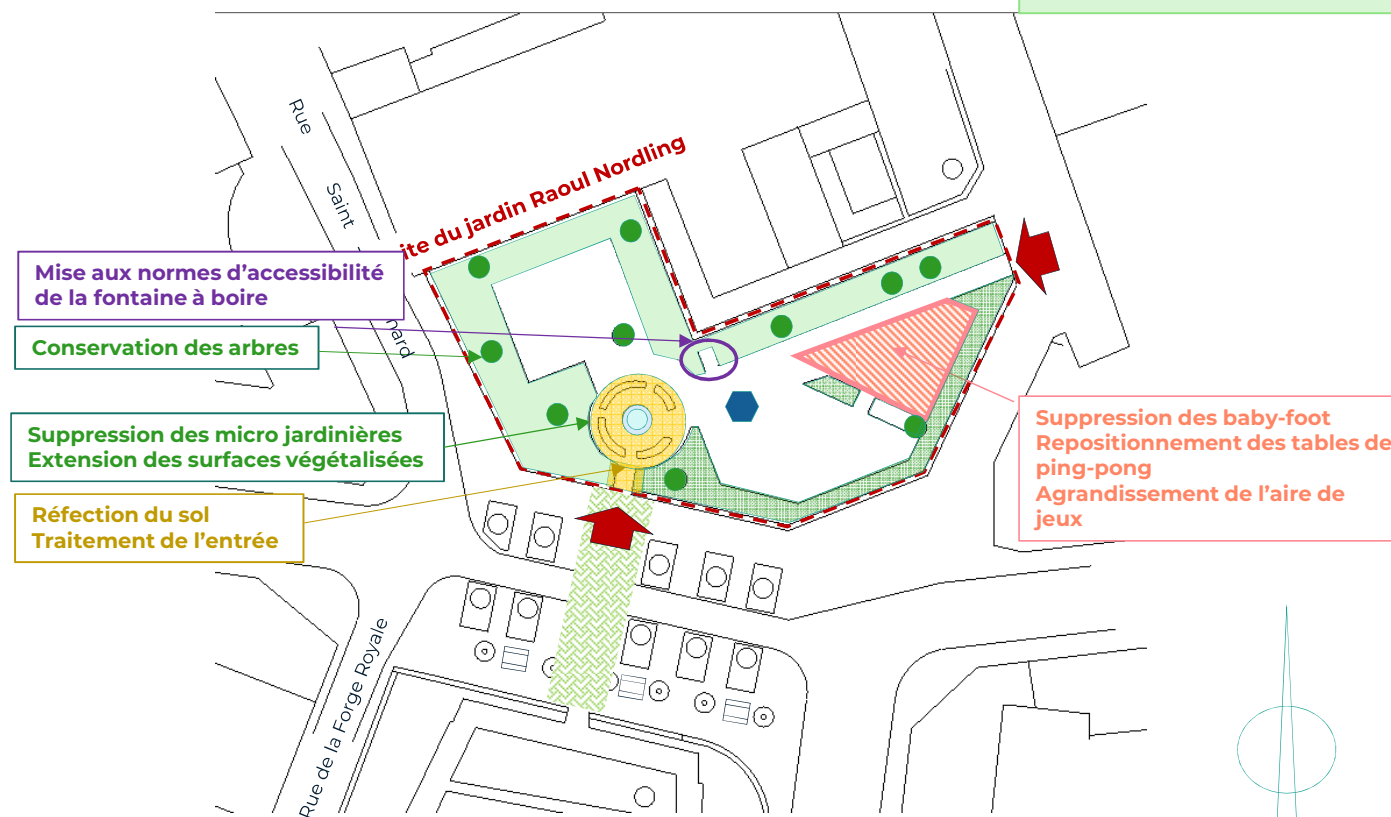 Rue
Saint
nard
ite du jardin Raoul Nordling
Mise aux normes d’accessibilité
de la fontaine à boire
Conservation des arbres
Suppression des micro jardinières
Extension des surfaces végétalisées
Réfection du sol
Traitement de l’entrée
Suppression des baby-foot
Repositionnement des tables de
ping-pong
Agrandissement de l’aire de
jeux
Rue de la Forge Royale